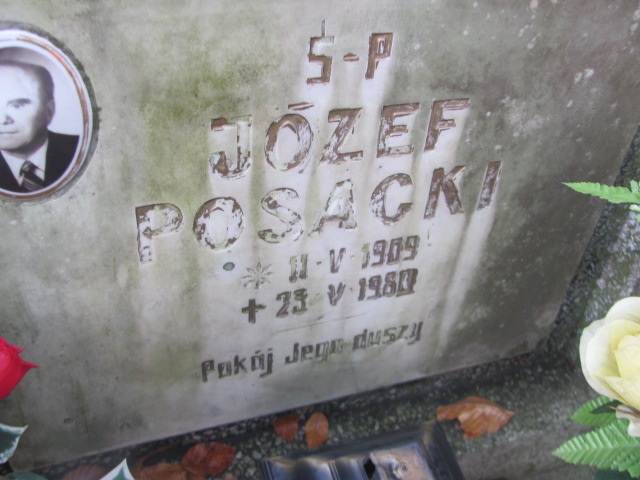 Ś-P
JÓZEF
POSACKI
* 11·V·1909
+ 23·V·1980
Pokój Jego duszy